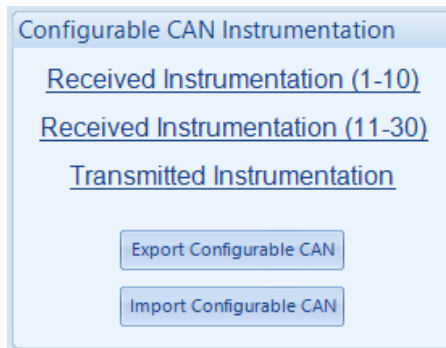 Configurable CAN Instrumentation
Received Instrumentation (1-10)
Received Instrumentation (11-30)
Transmitted Instrumentation
Export Configurable CAN
Import Configurable CAN